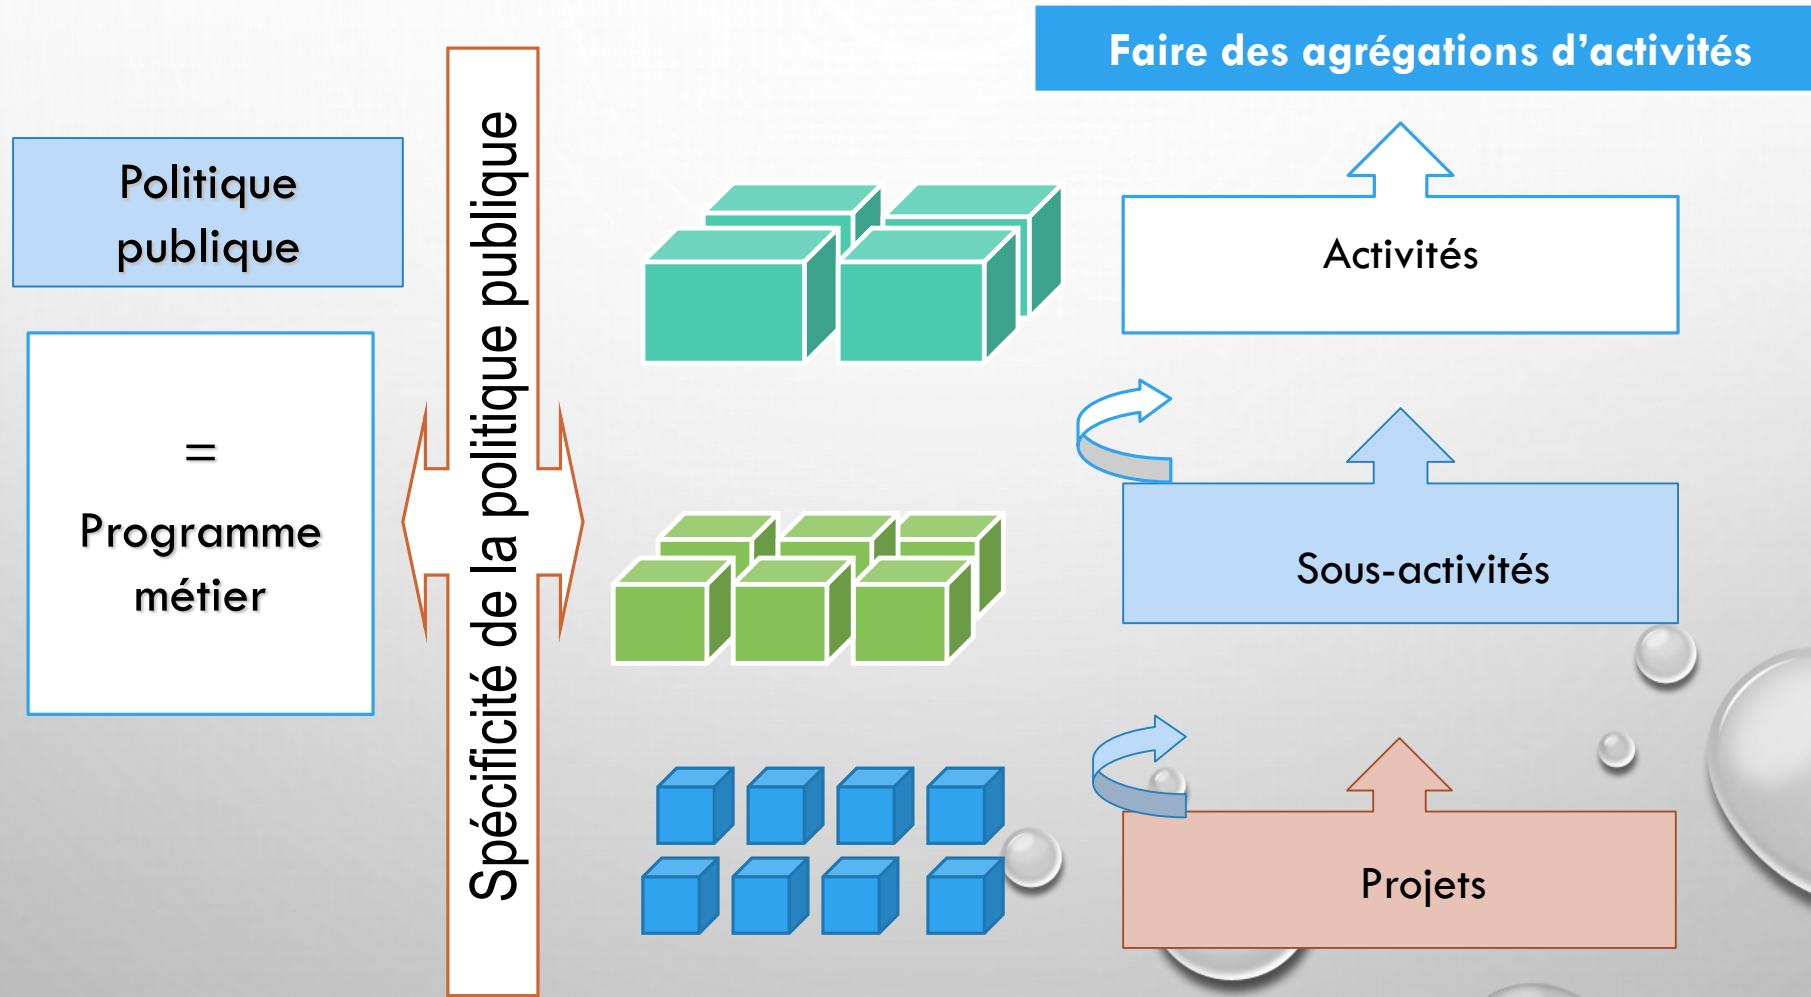 Faire des agrégations d’activités
Politique
publique
=
Programme
métier
Spécificité de la politique publique
Activités
Sous-activités
Projets